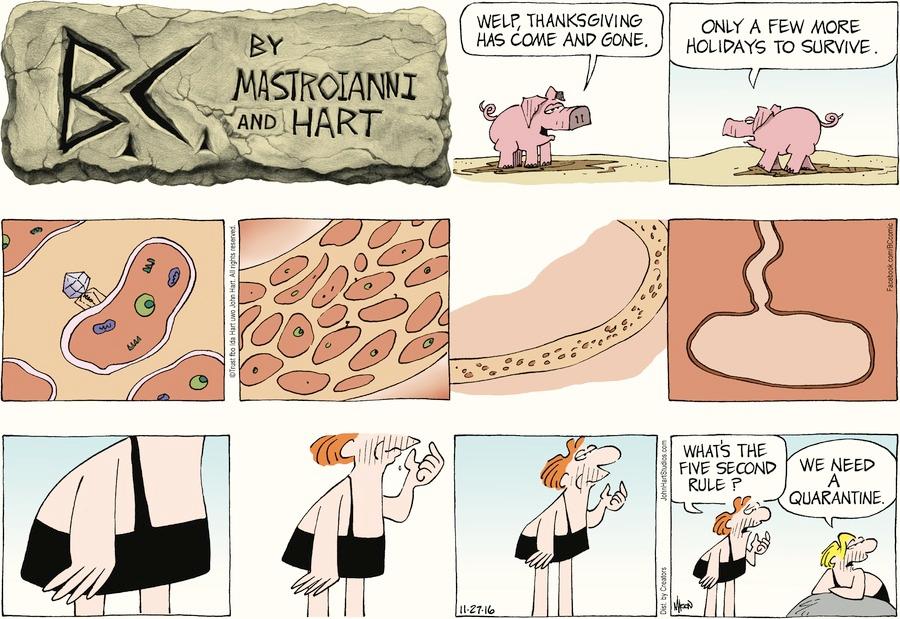 B.C.
BY
MASTROIANNI
AND HART
WELP, THANKSGIVING
HAS COME AND GONE.
ONLY A FEW MORE
HOLIDAYS TO SURVIVE.
©Trust fbo Ida Hart uwo John Hart. All rights reserved.
Facebook.com/BCcomic
11-27-16
JohnHartStudios.com
Dist. by Creators
WHAT'S THE
FIVE SECOND
RULE?
WE NEED
A
QUARANTINE.